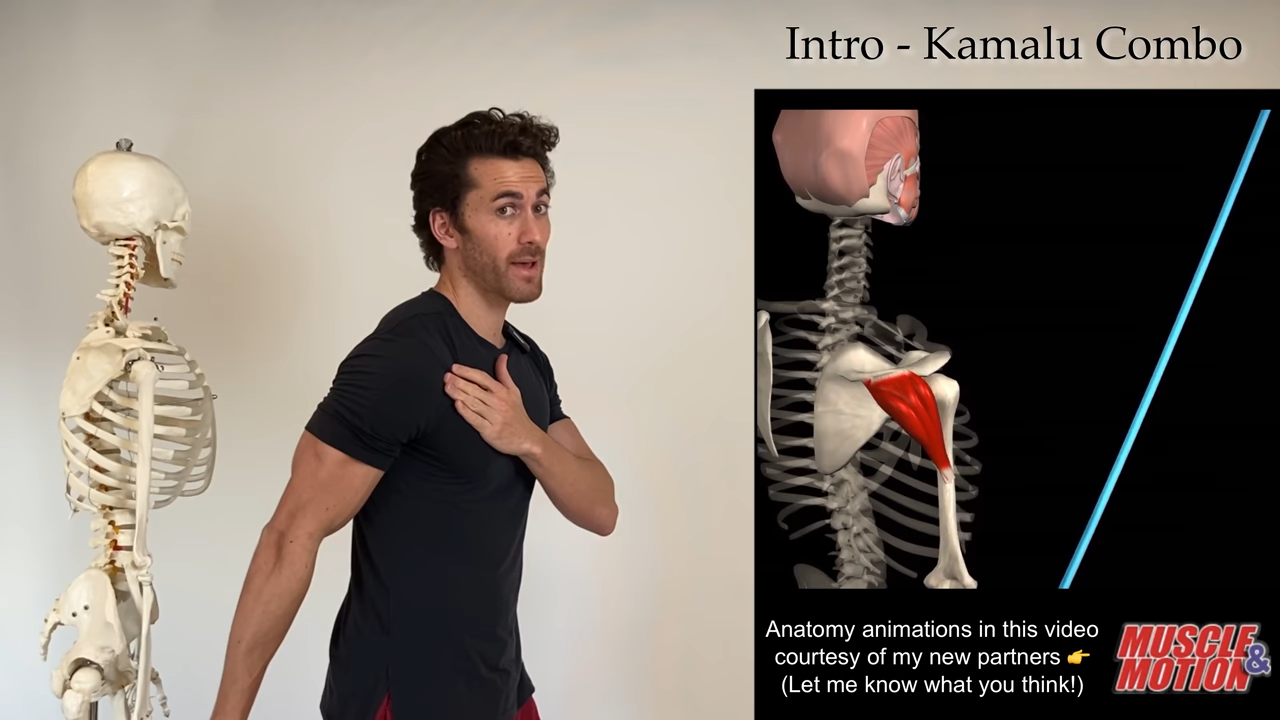 Intro - Kamalu Combo
Anatomy animations in this video
courtesy of my new partners 👉
(Let me know what you think!)
MUSCLE
& MOTION